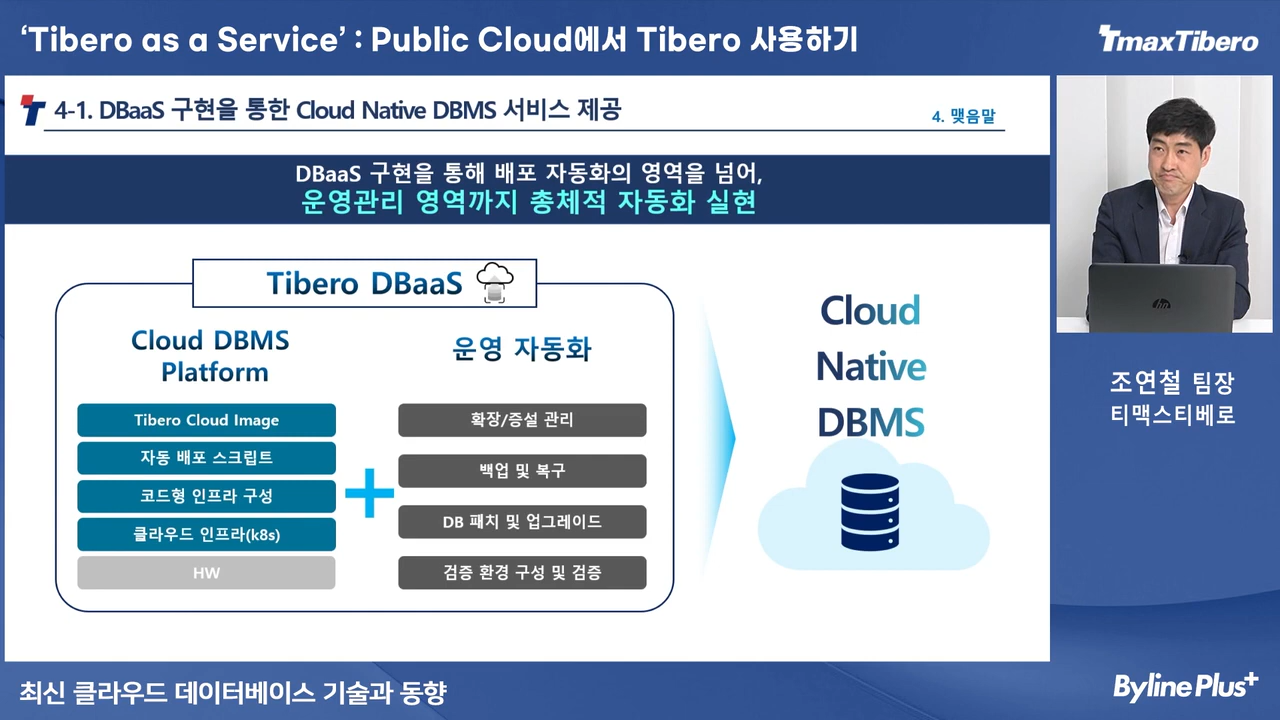 ‘Tibero as a Service’ : Public Cloud에서 Tibero 사용하기
TmaxTibero
4-1. DBaaS 구현을 통한 Cloud Native DBMS 서비스 제공
4. 맺음말
DBaaS 구현을 통해 배포 자동화의 영역을 넘어,
운영관리 영역까지 총체적 자동화 실현
Tibero DBaaS
Cloud DBMS
Platform
Tibero Cloud Image
자동 배포 스크립트
코드형 인프라 구성
클라우드 인프라(k8s)
HW
운영 자동화
확장/증설 관리
백업 및 복구
DB 패치 및 업그레이드
검증 환경 구성 및 검증
Cloud
Native
DBMS
hp
조연철 팀장
티맥스티베로
최신 클라우드 데이터베이스 기술과 동향
Byline Plus+